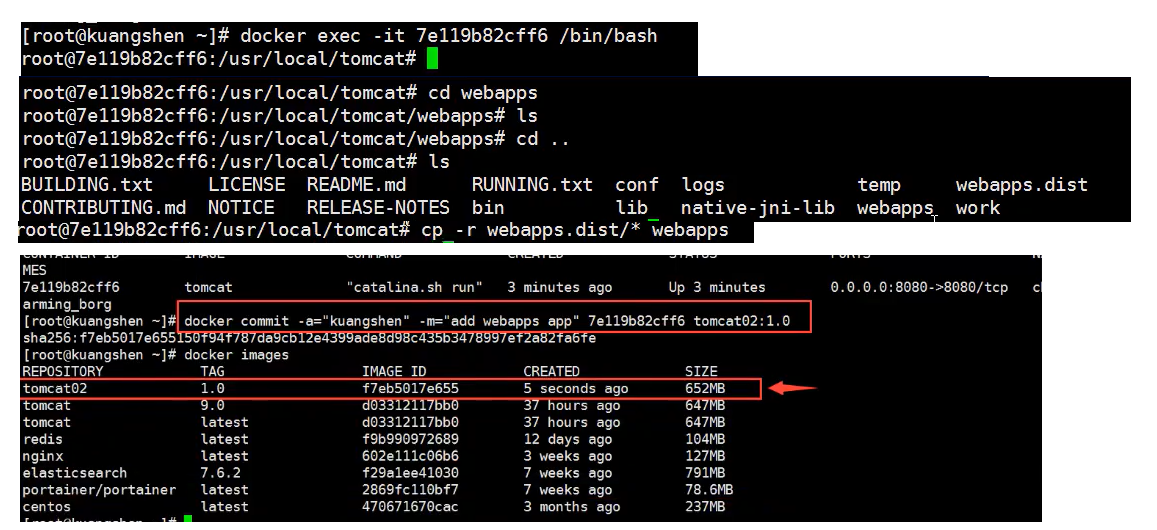 [root@kuangshen ~]# docker exec -it 7e119b82cff6 /bin/bash
root@7e119b82cff6:/usr/local/tomcat#
root@7e119b82cff6:/usr/local/tomcat# cd webapps
root@7e119b82cff6:/usr/local/tomcat/webapps# ls
root@7e119b82cff6:/usr/local/tomcat/webapps# cd ..
root@7e119b82cff6:/usr/local/tomcat# ls
BUILDING.txt LICENSE README.md RUNNING.txt conf logs temp webapps.dist
CONTRIBUTING.md NOTICE RELEASE-NOTES bin lib native-jni-lib webapps work
root@7e119b82cff6:/usr/local/tomcat# cp -r webapps.dist/* webapps
CONTAINER ID IMAGE COMMAND CREATED STATUS PORTS
MES
7e119b82cff6 tomcat "catalina.sh run" 3 minutes ago Up 3 minutes 0.0.0.0:8080->8080/tcp
arming_borg
[root@kuangshen ~]# docker commit -a="kuangshen" -m="add webapps app" 7e119b82cff6 tomcat02:1.0
sha256:f7eb5017e655150f94f787da9cb12e4399ade8d98c435b3478997ef2a82fa6fe
[root@kuangshen ~]# docker images
REPOSITORY TAG IMAGE ID CREATED SIZE
tomcat02 1.0 f7eb5017e655 5 seconds ago 652MB
tomcat 9.0 d03312117bb0 37 hours ago 647MB
tomcat latest d03312117bb0 37 hours ago 647MB
redis latest f9b990972689 12 days ago 104MB
nginx latest 602e111c06b6 3 weeks ago 127MB
elasticsearch 7.6.2 f29a1ee41030 7 weeks ago 791MB
portainer/portainer latest 2869fc110bf7 7 weeks ago 78.6MB
centos latest 470671670cac 3 months ago 237MB
[root@kuangshen ~]#